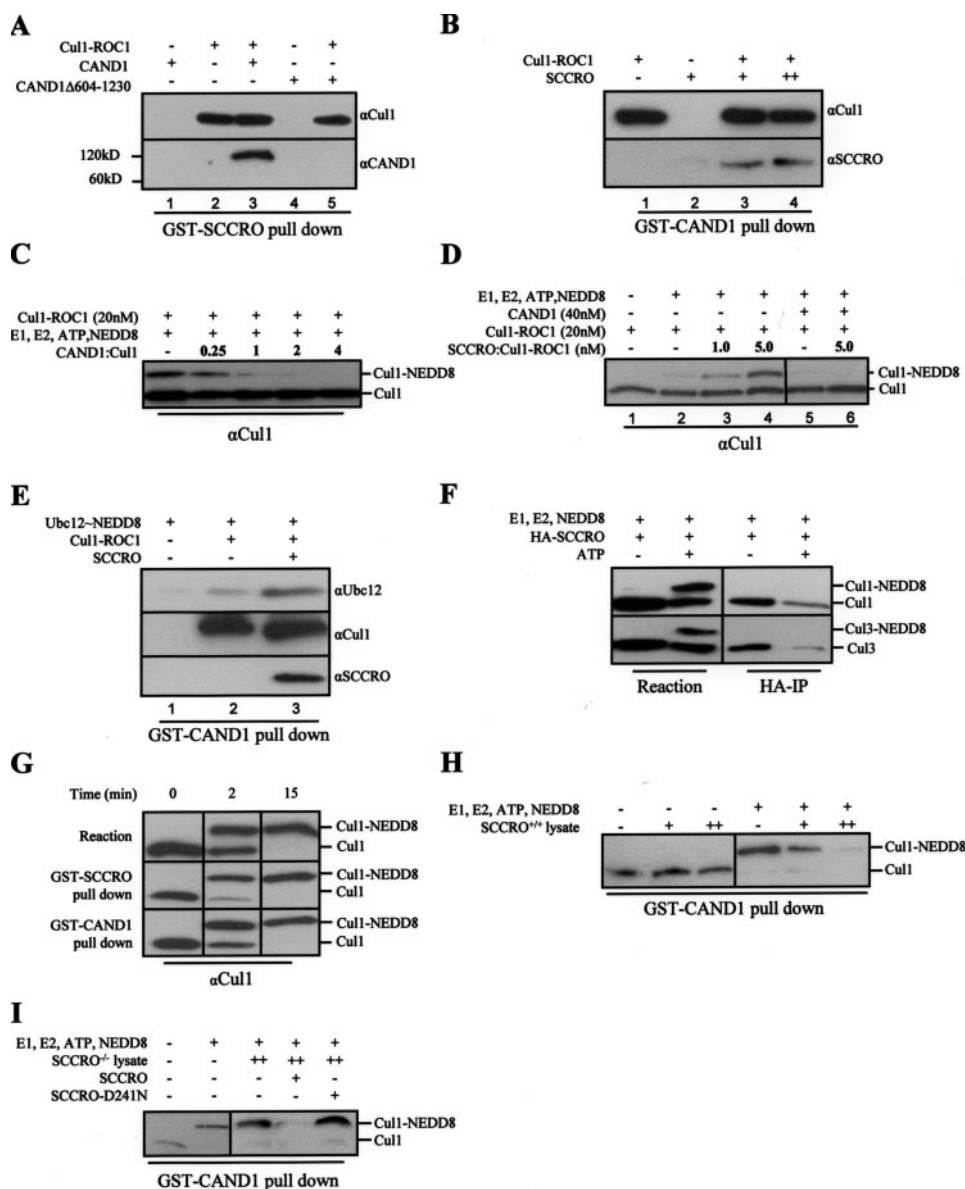 A
Cul1-ROC1 - + + - +
CAND1 + - + - -
CAND1Δ604-1230 - - - + +
αCul1
120kD
αCAND1
60kD
1 2 3 4 5
GST-SCCRO pull down
B
Cul1-ROC1 + - + +
SCCRO - + + ++
αCul1
αSCCRO
1 2 3 4
GST-CAND1 pull down
C
Cul1-ROC1 (20nM) + + + + +
E1, E2, ATP,NEDD8 + + + + +
CAND1:Cul1 - 0.25 1 2 4
Cul1-NEDD8
Cul1
αCul1
D
E1, E2, ATP,NEDD8 - + + + + +
CAND1 (40nM) - - - - + +
Cul1-ROC1 (20nM) + + + + + +
SCCRO:Cul1-ROC1 (nM) - - 1.0 5.0 - 5.0
Cul1-NEDD8
Cul1
1 2 3 4 5 6
αCul1
E
Ubc12~NEDD8 + + +
Cul1-ROC1 - + +
SCCRO - - +
αUbc12
αCul1
αSCCRO
1 2 3
GST-CAND1 pull down
F
E1, E2, NEDD8 + + + +
HA-SCCRO + + + +
ATP - + - +
Cul1-NEDD8
Cul1
Cul3-NEDD8
Cul3
Reaction HA-IP
G
Time (min) 0 2 15
Reaction
Cul1-NEDD8
Cul1
GST-SCCRO
pull down
Cul1-NEDD8
Cul1
GST-CAND1
pull down
Cul1-NEDD8
Cul1
αCul1
H
E1, E2, ATP, NEDD8 - - - + + +
SCCRO+/+ lysate - + ++ - + ++
Cul1-NEDD8
Cul1
GST-CAND1 pull down
I
E1, E2, ATP, NEDD8 - + + + +
SCCRO-/- lysate - - ++ ++ ++
SCCRO - - - + -
SCCRO-D241N - - - - +
Cul1-NEDD8
Cul1
GST-CAND1 pull down